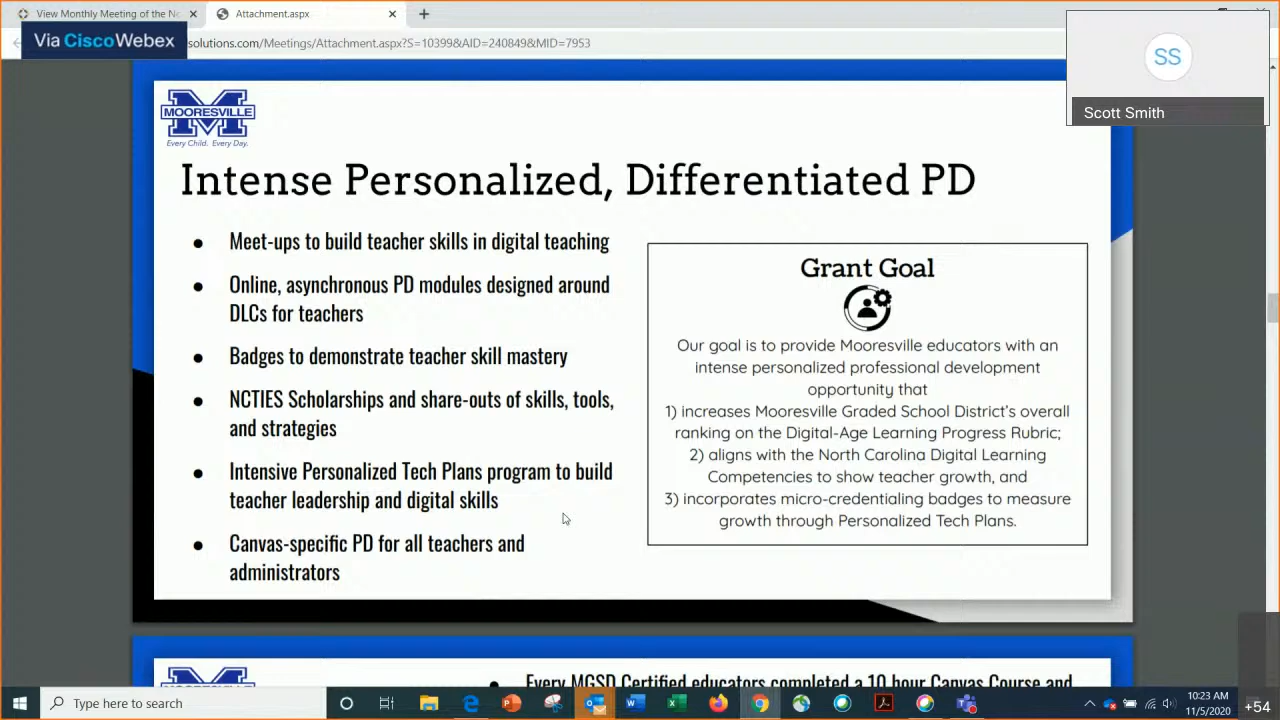 View Monthly Meeting of the No
Attachment.aspx
Via CiscoWebex
solutions.com/Meetings/Attachment.aspx?S=10399&AID=240849&MID=7953
SS
Scott Smith
MOORESVILLE
Every Child. Every Day.
Intense Personalized, Differentiated PD
● Meet-ups to build teacher skills in digital teaching
● Online, asynchronous PD modules designed around
DLCs for teachers
● Badges to demonstrate teacher skill mastery
● NCTIES Scholarships and share-outs of skills, tools,
and strategies
● Intensive Personalized Tech Plans program to build
teacher leadership and digital skills
● Canvas-specific PD for all teachers and
administrators
Grant Goal
Our goal is to provide Mooresville educators with an
intense personalized professional development
opportunity that
1) increases Mooresville Graded School District's overall
ranking on the Digital-Age Learning Progress Rubric;
2) aligns with the North Carolina Digital Learning
Competencies to show teacher growth, and
3) incorporates micro-credentialing badges to measure
growth through Personalized Tech Plans.
MOORESVILLE
● Every MGSD Certified educators completed a 10 hour Canvas Course and
Type here to search
10:23 AM
11/5/2020
+54